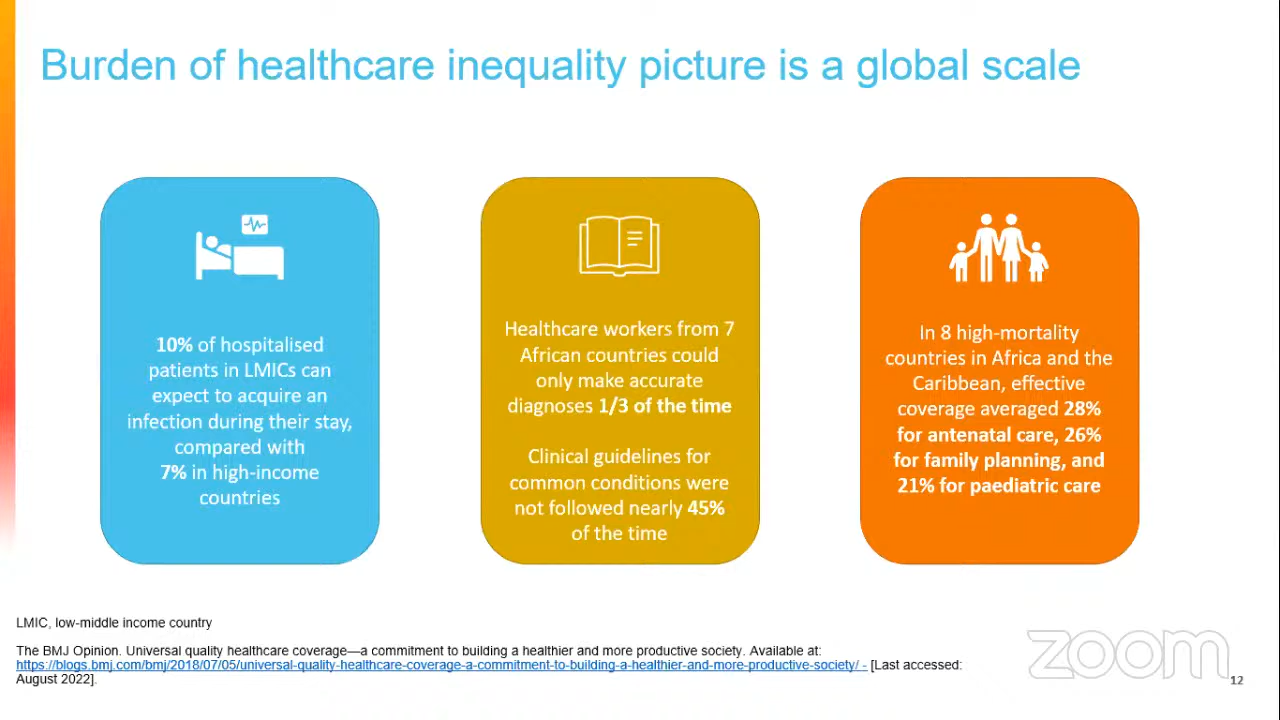 Burden of healthcare inequality picture is a global scale
10% of hospitalised
patients in LMICs can
expect to acquire an
infection during their stay,
compared with
7% in high-income
countries
Healthcare workers from 7
African countries could
only make accurate
diagnoses 1/3 of the time
Clinical guidelines for
common conditions were
not followed nearly 45%
of the time
In 8 high-mortality
countries in Africa and the
Caribbean, effective
coverage averaged 28%
for antenatal care, 26%
for family planning, and
21% for paediatric care
LMIC, low-middle income country
The BMJ Opinion. Universal quality healthcare coverage—a commitment to building a healthier and more productive society. Available at:
https://blogs.bmj.com/bmj/2018/07/05/universal-quality-healthcare-coverage-a-commitment-to-building-a-healthier-and-more-productive-society/ - [Last accessed:
August 2022].
zoom
12